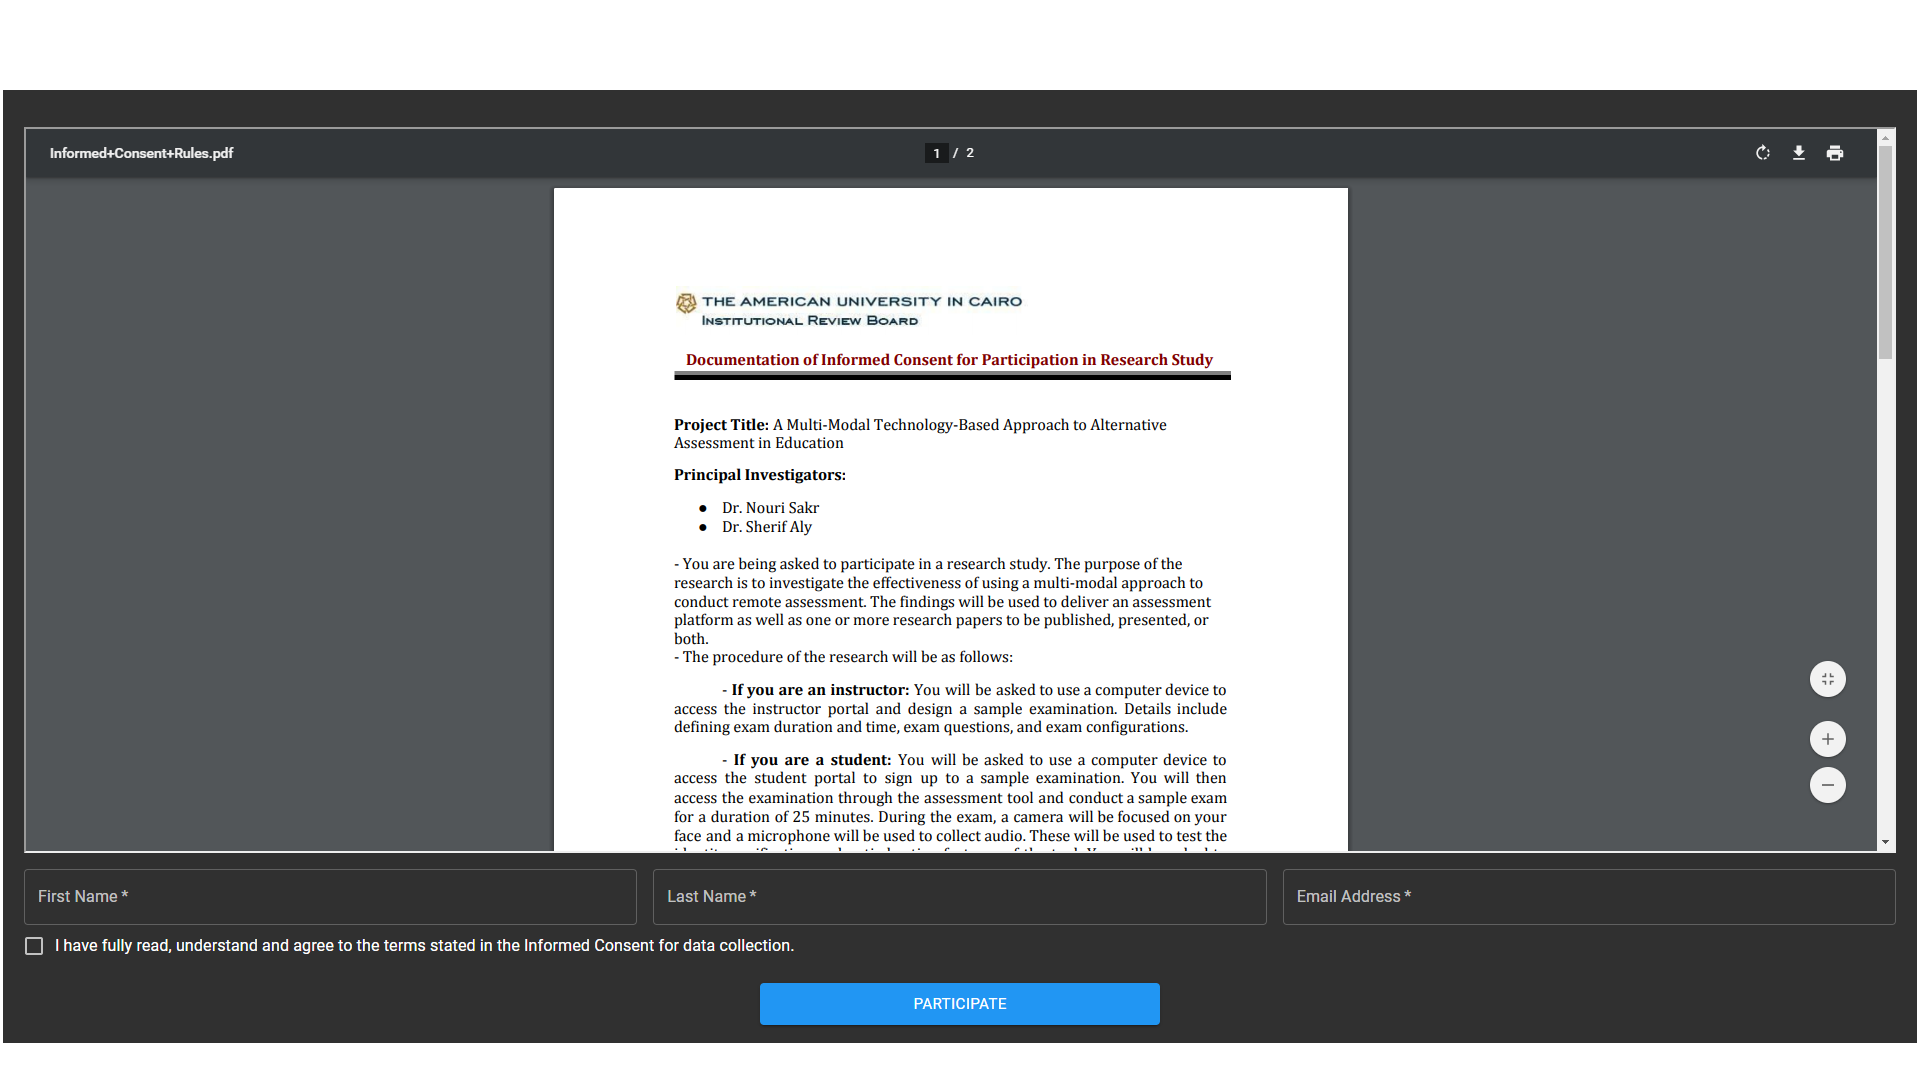 Informed+Consent+Rules.pdf
1 / 2
THE AMERICAN UNIVERSITY IN CAIRO
INSTITUTIONAL REVIEW BOARD
Documentation of Informed Consent for Participation in Research Study
Project Title: A Multi-Modal Technology-Based Approach to Alternative
Assessment in Education
Principal Investigators:
● Dr. Nouri Sakr
● Dr. Sherif Aly
- You are being asked to participate in a research study. The purpose of the
research is to investigate the effectiveness of using a multi-modal approach to
conduct remote assessment. The findings will be used to deliver an assessment
platform as well as one or more research papers to be published, presented, or
both.
- The procedure of the research will be as follows:
- If you are an instructor: You will be asked to use a computer device to
access the instructor portal and design a sample examination. Details include
defining exam duration and time, exam questions, and exam configurations.
- If you are a student: You will be asked to use a computer device to
access the student portal to sign up to a sample examination. You will then
access the examination through the assessment tool and conduct a sample exam
for a duration of 25 minutes. During the exam, a camera will be focused on your
face and a microphone will be used to collect audio. These will be used to test the
First Name *
Last Name *
Email Address *
I have fully read, understand and agree to the terms stated in the Informed Consent for data collection.
PARTICIPATE